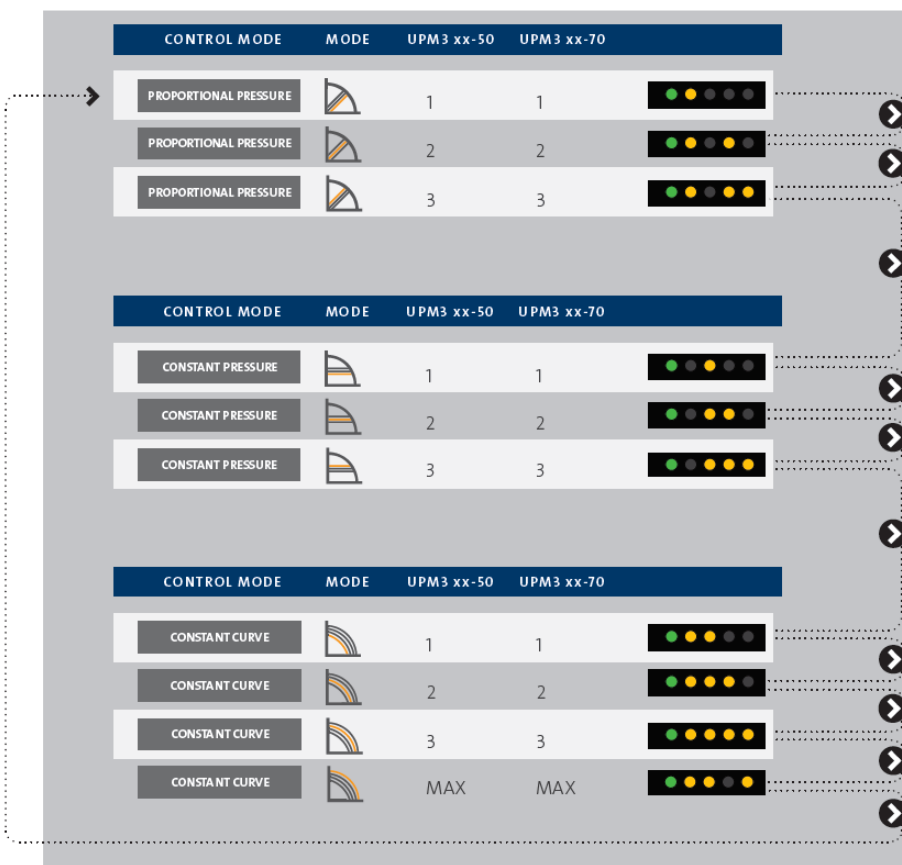 CONTROL MODE MODE UPM3 xx-50 UPM3 xx-70
PROPORTIONAL PRESSURE 1 1
PROPORTIONAL PRESSURE 2 2
PROPORTIONAL PRESSURE 3 3
CONTROL MODE MODE UPM3 xx-50 UPM3 xx-70
CONSTANT PRESSURE 1 1
CONSTANT PRESSURE 2 2
CONSTANT PRESSURE 3 3
CONTROL MODE MODE UPM3 xx-50 UPM3 xx-70
CONSTANT CURVE 1 1
CONSTANT CURVE 2 2
CONSTANT CURVE 3 3
CONSTANT CURVE MAX MAX